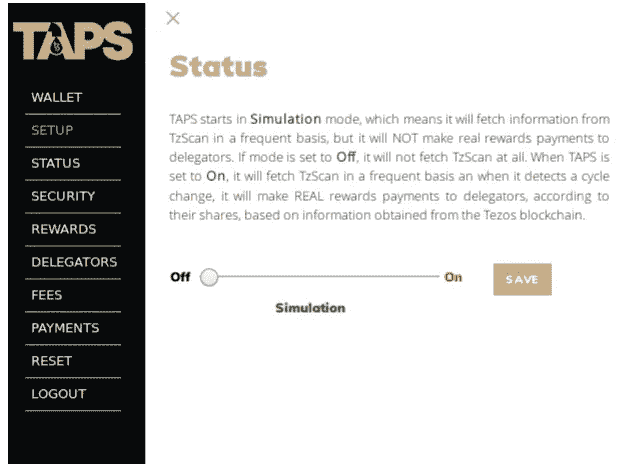 TAPS
WALLET
SETUP
STATUS
SECURITY
REWARDS
DELEGATORS
FEES
PAYMENTS
RESET
LOGOUT
Status
TAPS starts in Simulation mode, which means it will fetch information from
TzScan in a frequent basis, but it will NOT make real rewards payments to
delegators. If mode is set to Off, it will not fetch TzScan at all. When TAPS is
set to On, it will fetch TzScan in a frequent basis an when it detects a cycle
change, it will make REAL rewards payments to delegators, according to
their shares, based on information obtained from the Tezos blockchain.
Off On SAVE
Simulation